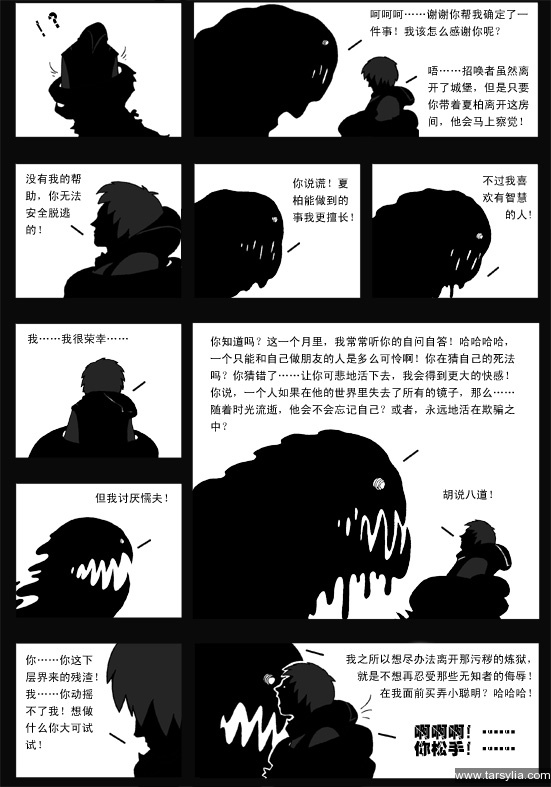 ！？
呵呵呵……谢谢你帮我确定了一
件事！我该怎么感谢你呢？
唔……招唤者虽然离
开了城堡，但是只要
你带着夏柏离开这房
间，他会马上察觉！
没有我的帮
助，你无法
安全脱逃
的！
你说谎！夏
柏能做到的
事我更擅长！
不过我喜
欢有智慧
的人！
我……我很荣幸……
你知道吗？这一个月里，我常常听你的自问自答！哈哈哈哈，
一个只能和自己做朋友的人是多么可怜啊！你在猜自己的死法
吗？你猜错了……让你可悲地活下去，我会得到更大的快感！
你说，一个人如果在他的世界里失去了所有的镜子，那么……
随着时光流逝，他会不会忘记自己？或者，永远地活在欺骗之
中？
胡说八道！
但我讨厌懦夫！
你……你这下
层界来的残渣！
我……你动摇
不了我！想做
什么你大可试
试！
我之所以想尽办法离开那污秽的炼狱，
就是不想再忍受那些无知者的侮辱！
在我面前买弄小聪明？哈哈哈！
啊啊啊！……
你松手！……
www.tarsylia.com